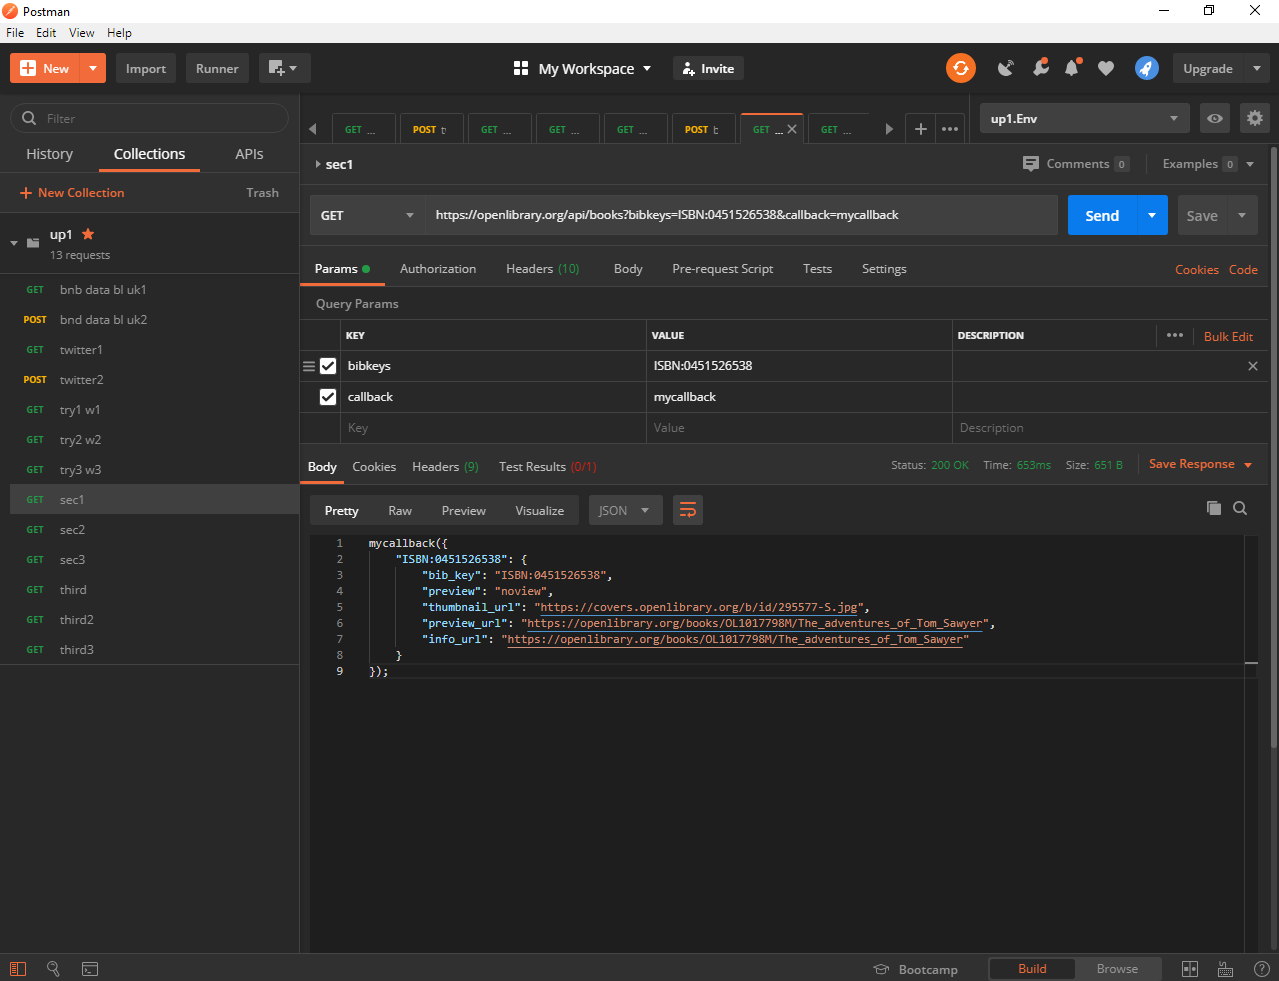 Postman
File Edit View Help
New Import Runner My Workspace Invite Upgrade
Filter
History Collections APIs
New Collection Trash
up1
13 requests
GET bnb data bl uk1
POST bnd data bl uk2
GET twitter1
POST twitter2
GET try1 w1
GET try2 w2
GET try3 w3
GET sec1
GET sec2
GET sec3
GET third
GET third2
GET third3
GET ... POST t GET ... GET ... GET ... POST t GET ... GET ... up1.Env
sec1 Comments 0 Examples 0
GET https://openlibrary.org/api/books?bibkeys=ISBN:0451526538&callback=mycallback Send Save
Params Authorization Headers (10) Body Pre-request Script Tests Settings Cookies Code
Query Params
KEY VALUE DESCRIPTION Bulk Edit
bibkeys ISBN:0451526538
callback mycallback
Key Value Description
Body Cookies Headers (9) Test Results (0/1) Status: 200 OK Time: 653ms Size: 651 B Save Response
Pretty Raw Preview Visualize JSON
1 mycallback({
2 "ISBN:0451526538": {
3 "bib_key": "ISBN:0451526538",
4 "preview": "noview",
5 "thumbnail_url": "https://covers.openlibrary.org/b/id/295577-S.jpg",
6 "preview_url": "https://openlibrary.org/books/OL1017798M/The_adventures_of_Tom_Sawyer",
7 "info_url": "https://openlibrary.org/books/OL1017798M/The_adventures_of_Tom_Sawyer"
8 }
9 });
Bootcamp Build Browse